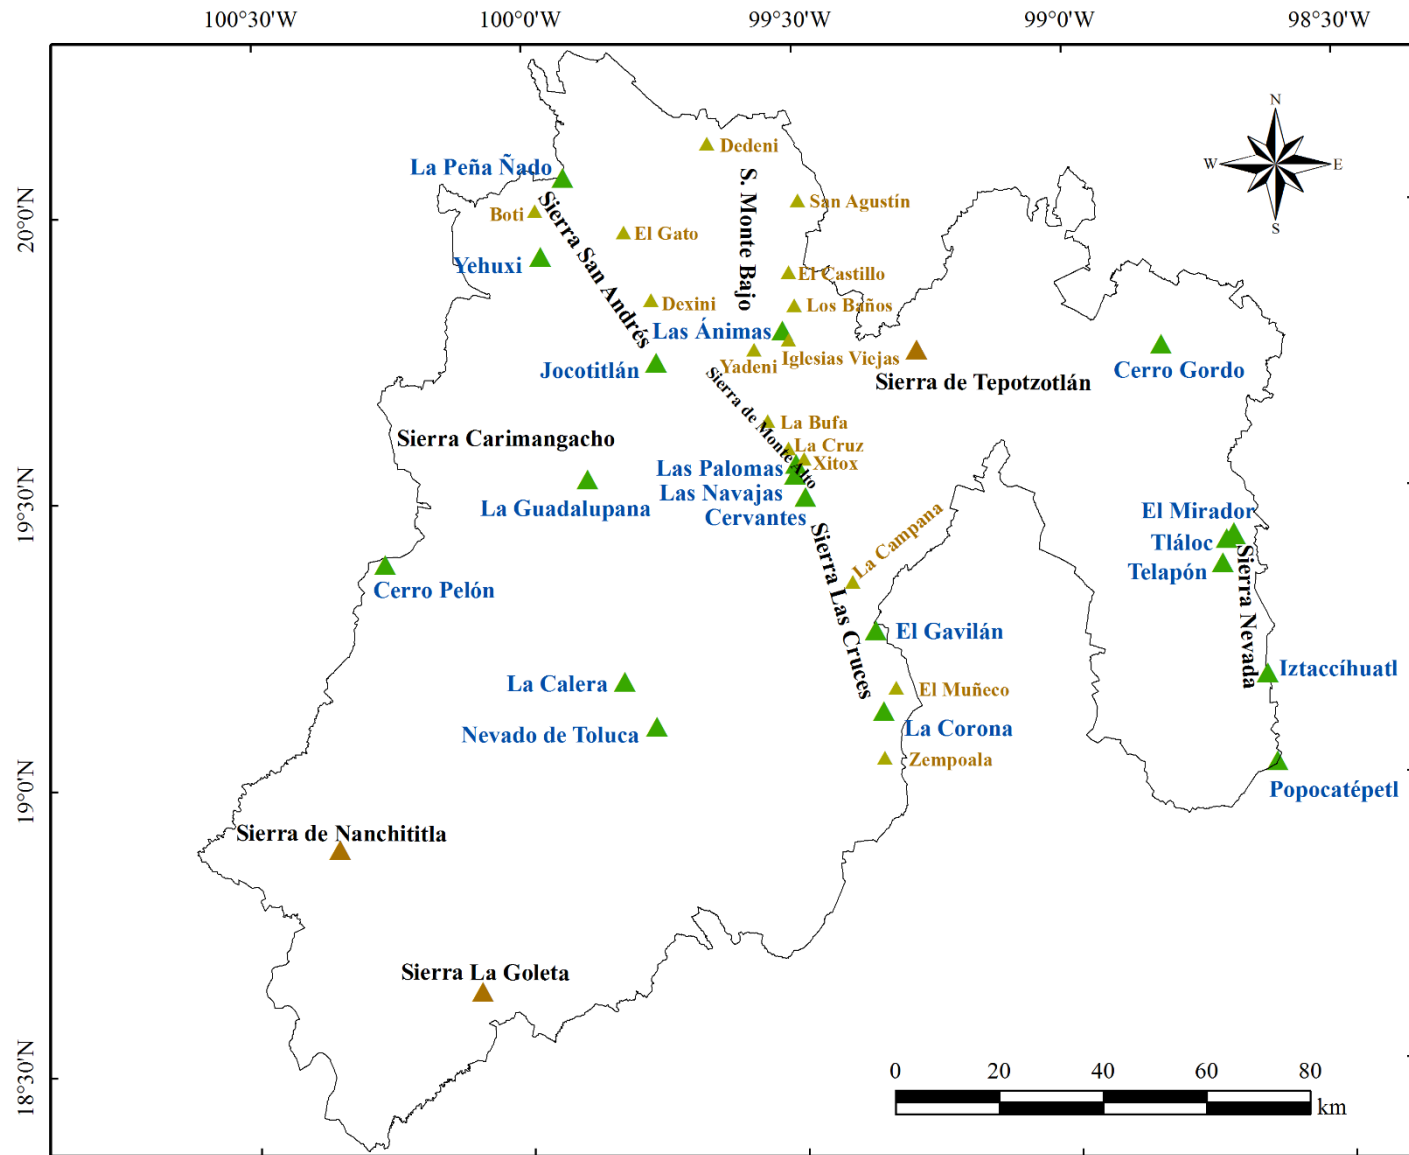 100°30'W 100°0'W 99°30'W 99°0'W 98°30'W
N
W E
S
20°0'N
19°30'N
19°0'N
18°30'N
Dedeni
La Peña Ñado
S. Monte Bajo
San Agustín
Boti
Sierra San Andrés
El Gato
Yehuxi
El Castillo
Dexini
Los Baños
Las Ánimas
Iglesias Viejas
Yadeni
Jocotitlán
Sierra de Tepotzotlán
Cerro Gordo
Sierra de Monte Alto
La Bufa
Sierra Carimangacho
La Cruz
Xitox
Las Palomas
Las Navajas
La Guadalupana
Cervantes
La Campana
El Mirador
Tláloc
Telapón
Sierra Nevada
Cerro Pelón
Sierra Las Cruces
El Gavilán
Iztaccíhuatl
La Calera
El Muñeco
Nevado de Toluca
La Corona
Zempoala
Popocatépetl
Sierra de Nanchititla
Sierra La Goleta
0 20 40 60 80
km